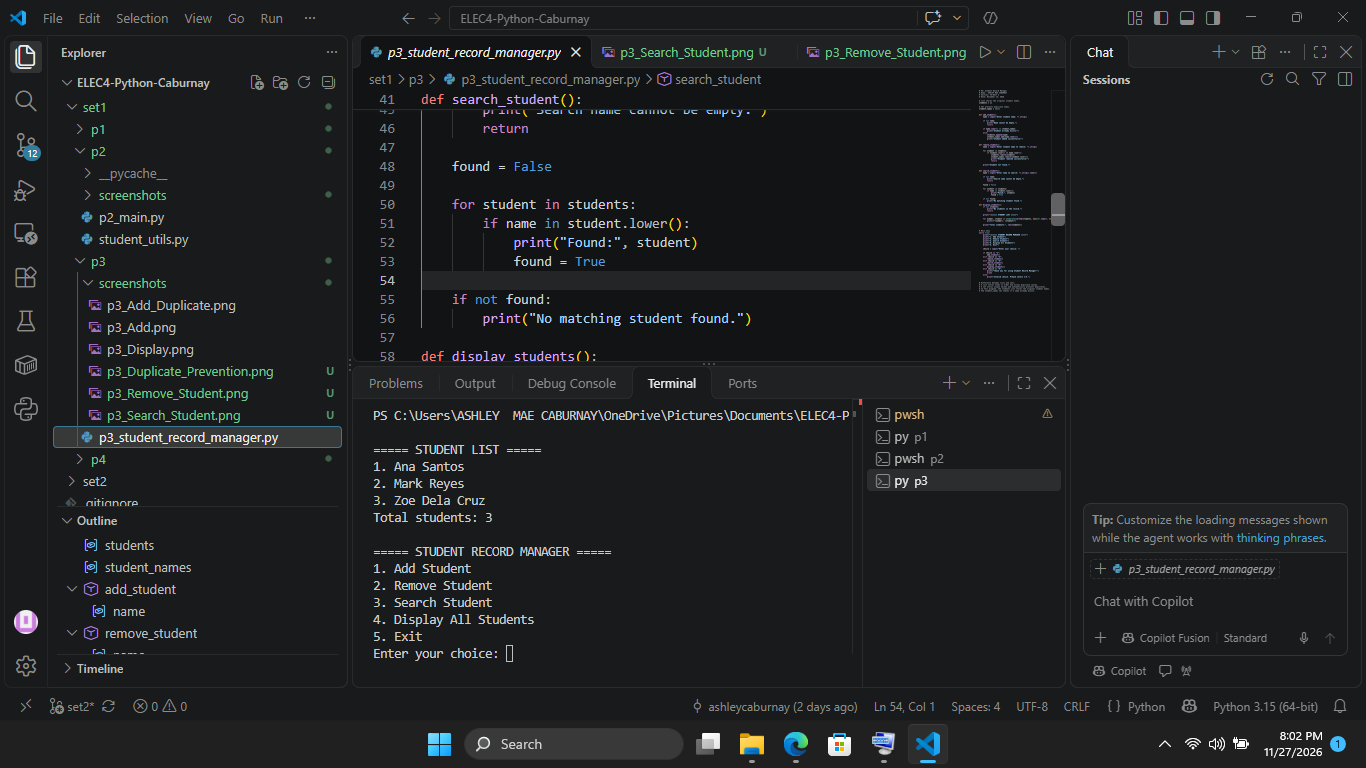 File Edit Selection View Go Run ···
ELEC4-Python-Caburnay
Explorer
ELEC4-Python-Caburnay
set1
p1
p2
__pycache__
screenshots
p2_main.py
student_utils.py
p3
screenshots
p3_Add_Duplicate.png
p3_Add.png
p3_Display.png
p3_Duplicate_Prevention.png U
p3_Remove_Student.png U
p3_Search_Student.png U
p3_student_record_manager.py
p4
set2
.gitignore
Outline
students
student_names
add_student
name
remove_student
name
Timeline
p3_student_record_manager.py
p3_Search_Student.png U
p3_Remove_Student.png
set1 > p3 > p3_student_record_manager.py > search_student
41 def search_student():
45 print("Search name cannot be empty.")
46 return
47
48 found = False
49
50 for student in students:
51 if name in student.lower():
52 print("Found:", student)
53 found = True
54
55 if not found:
56 print("No matching student found.")
57
58 def display_students():
Problems Output Debug Console Terminal Ports
PS C:\Users\ASHLEY  MAE CABURNAY\OneDrive\Pictures\Documents\ELEC4-P
===== STUDENT LIST =====
1. Ana Santos
2. Mark Reyes
3. Zoe Dela Cruz
Total students: 3
===== STUDENT RECORD MANAGER =====
1. Add Student
2. Remove Student
3. Search Student
4. Display All Students
5. Exit
Enter your choice:
pwsh
py p1
pwsh p2
py p3
Chat
Sessions
Tip: Customize the loading messages shown
while the agent works with thinking phrases.
p3_student_record_manager.py
Chat with Copilot
Copilot Fusion Standard
Copilot
12
set2* 0 0
ashleycaburnay (2 days ago) Ln 54, Col 1 Spaces: 4 UTF-8 CRLF {} Python Python 3.15 (64-bit)
Search
8:02 PM
11/27/2026
1